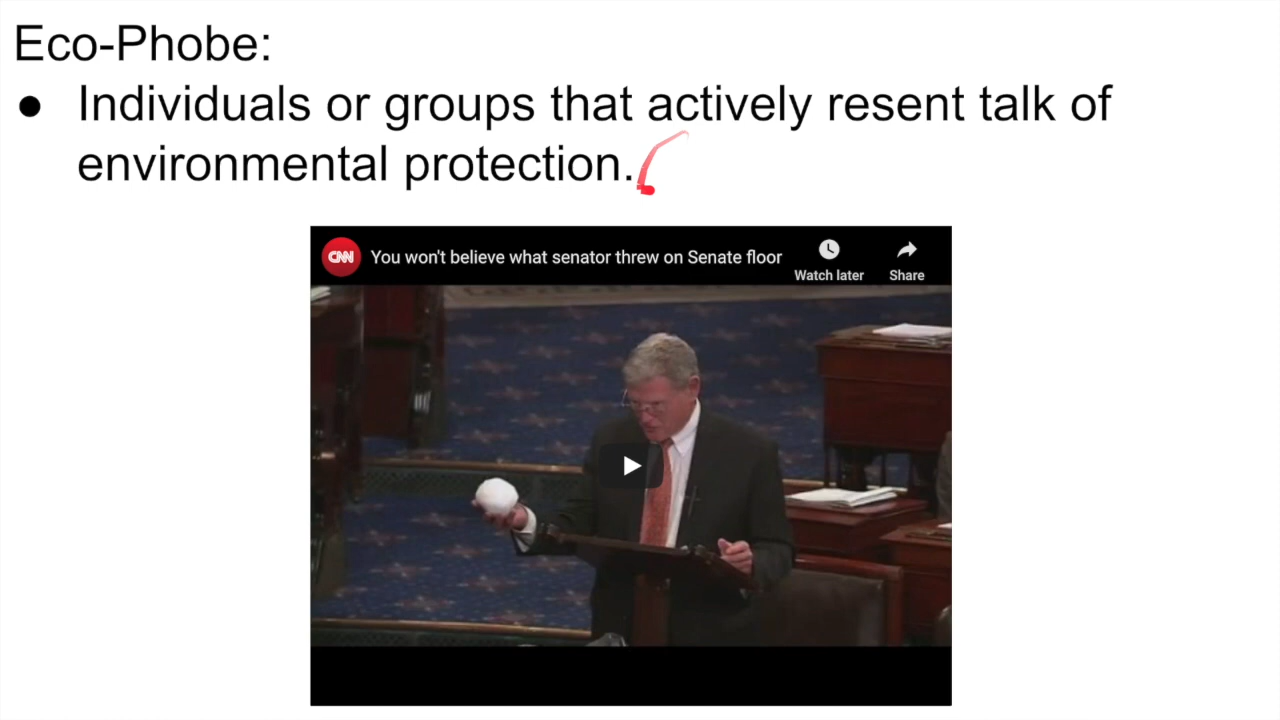 Eco-Phobe:
● Individuals or groups that actively resent talk of
environmental protection.
CNN You won't believe what senator threw on Senate floor
Watch later Share